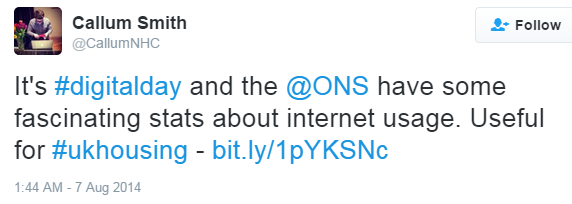 Callum Smith
@CallumNHC
Follow
It's #digitalday and the @ONS have some
fascinating stats about internet usage. Useful
for #ukhousing - bit.ly/1pYKSNc
1:44 AM - 7 Aug 2014